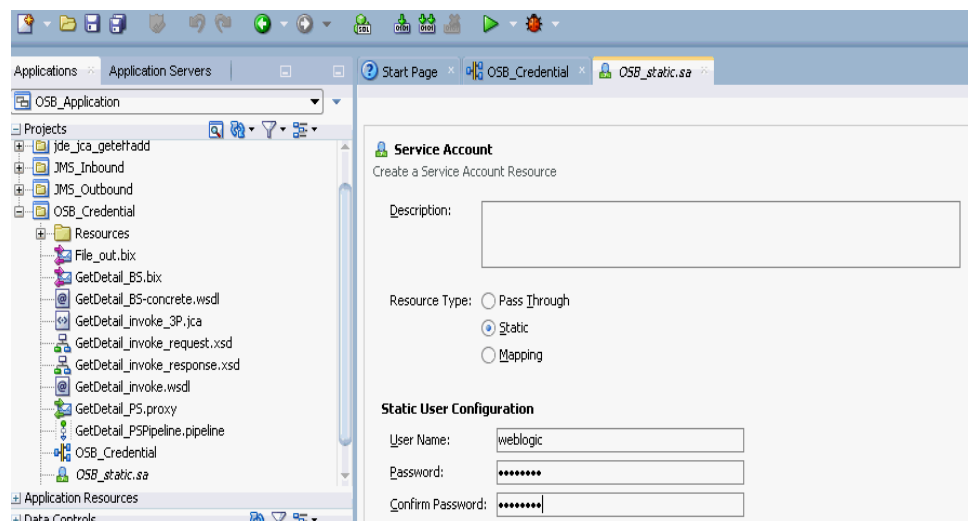 Applications
Application Servers
Start Page
OSB_Credential
OSB_static.sa
OSB_Application
Projects
jde_jca_geteffadd
JMS_Inbound
JMS_Outbound
OSB_Credential
Resources
File_out.bix
GetDetail_BS.bix
GetDetail_BS-concrete.wsdl
GetDetail_invoke_3P.jca
GetDetail_invoke_request.xsd
GetDetail_invoke_response.xsd
GetDetail_invoke.wsdl
GetDetail_PS.proxy
GetDetail_PSPipeline.pipeline
OSB_Credential
OSB_static.sa
Application Resources
Data Controls
Service Account
Create a Service Account Resource
Description:
Resource Type:
Pass Through
Static
Mapping
Static User Configuration
User Name: weblogic
Password: ••••••••
Confirm Password: ••••••••